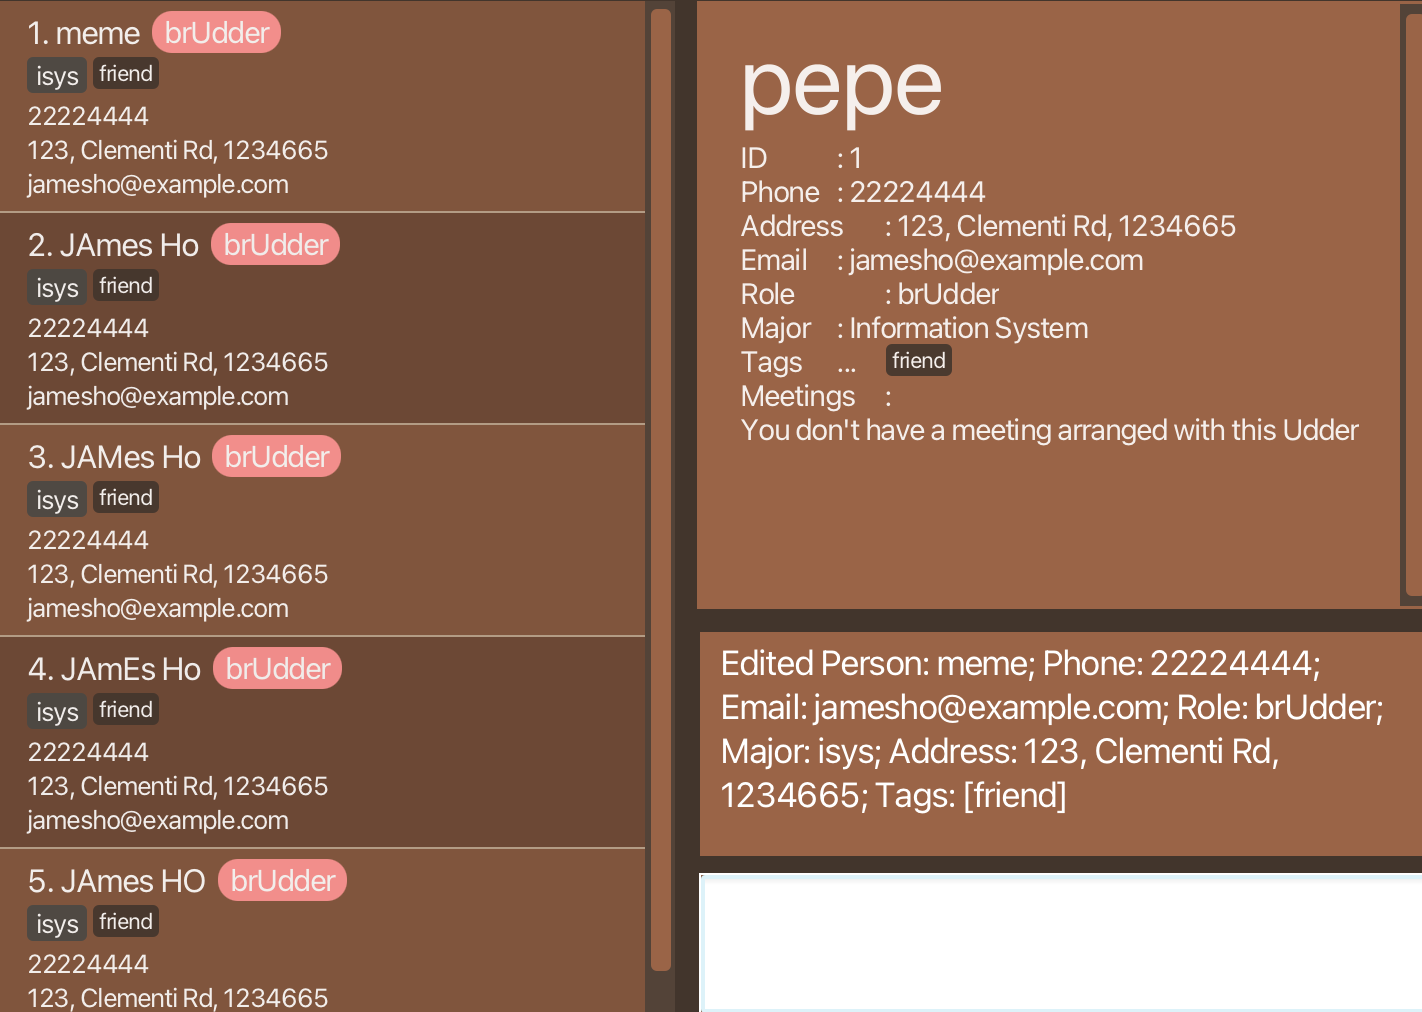 1. meme brUdder
isys friend
22224444
123, Clementi Rd, 1234665
jamesho@example.com
2. JAmes Ho brUdder
isys friend
22224444
123, Clementi Rd, 1234665
jamesho@example.com
3. JAMes Ho brUdder
isys friend
22224444
123, Clementi Rd, 1234665
jamesho@example.com
4. JAmEs Ho brUdder
isys friend
22224444
123, Clementi Rd, 1234665
jamesho@example.com
5. JAmes HO brUdder
isys friend
22224444
123, Clementi Rd, 1234665
pepe
ID : 1
Phone : 22224444
Address : 123, Clementi Rd, 1234665
Email : jamesho@example.com
Role : brUdder
Major : Information System
Tags ... friend
Meetings :
You don't have a meeting arranged with this Udder
Edited Person: meme; Phone: 22224444;
Email: jamesho@example.com; Role: brUdder;
Major: isys; Address: 123, Clementi Rd,
1234665; Tags: [friend]